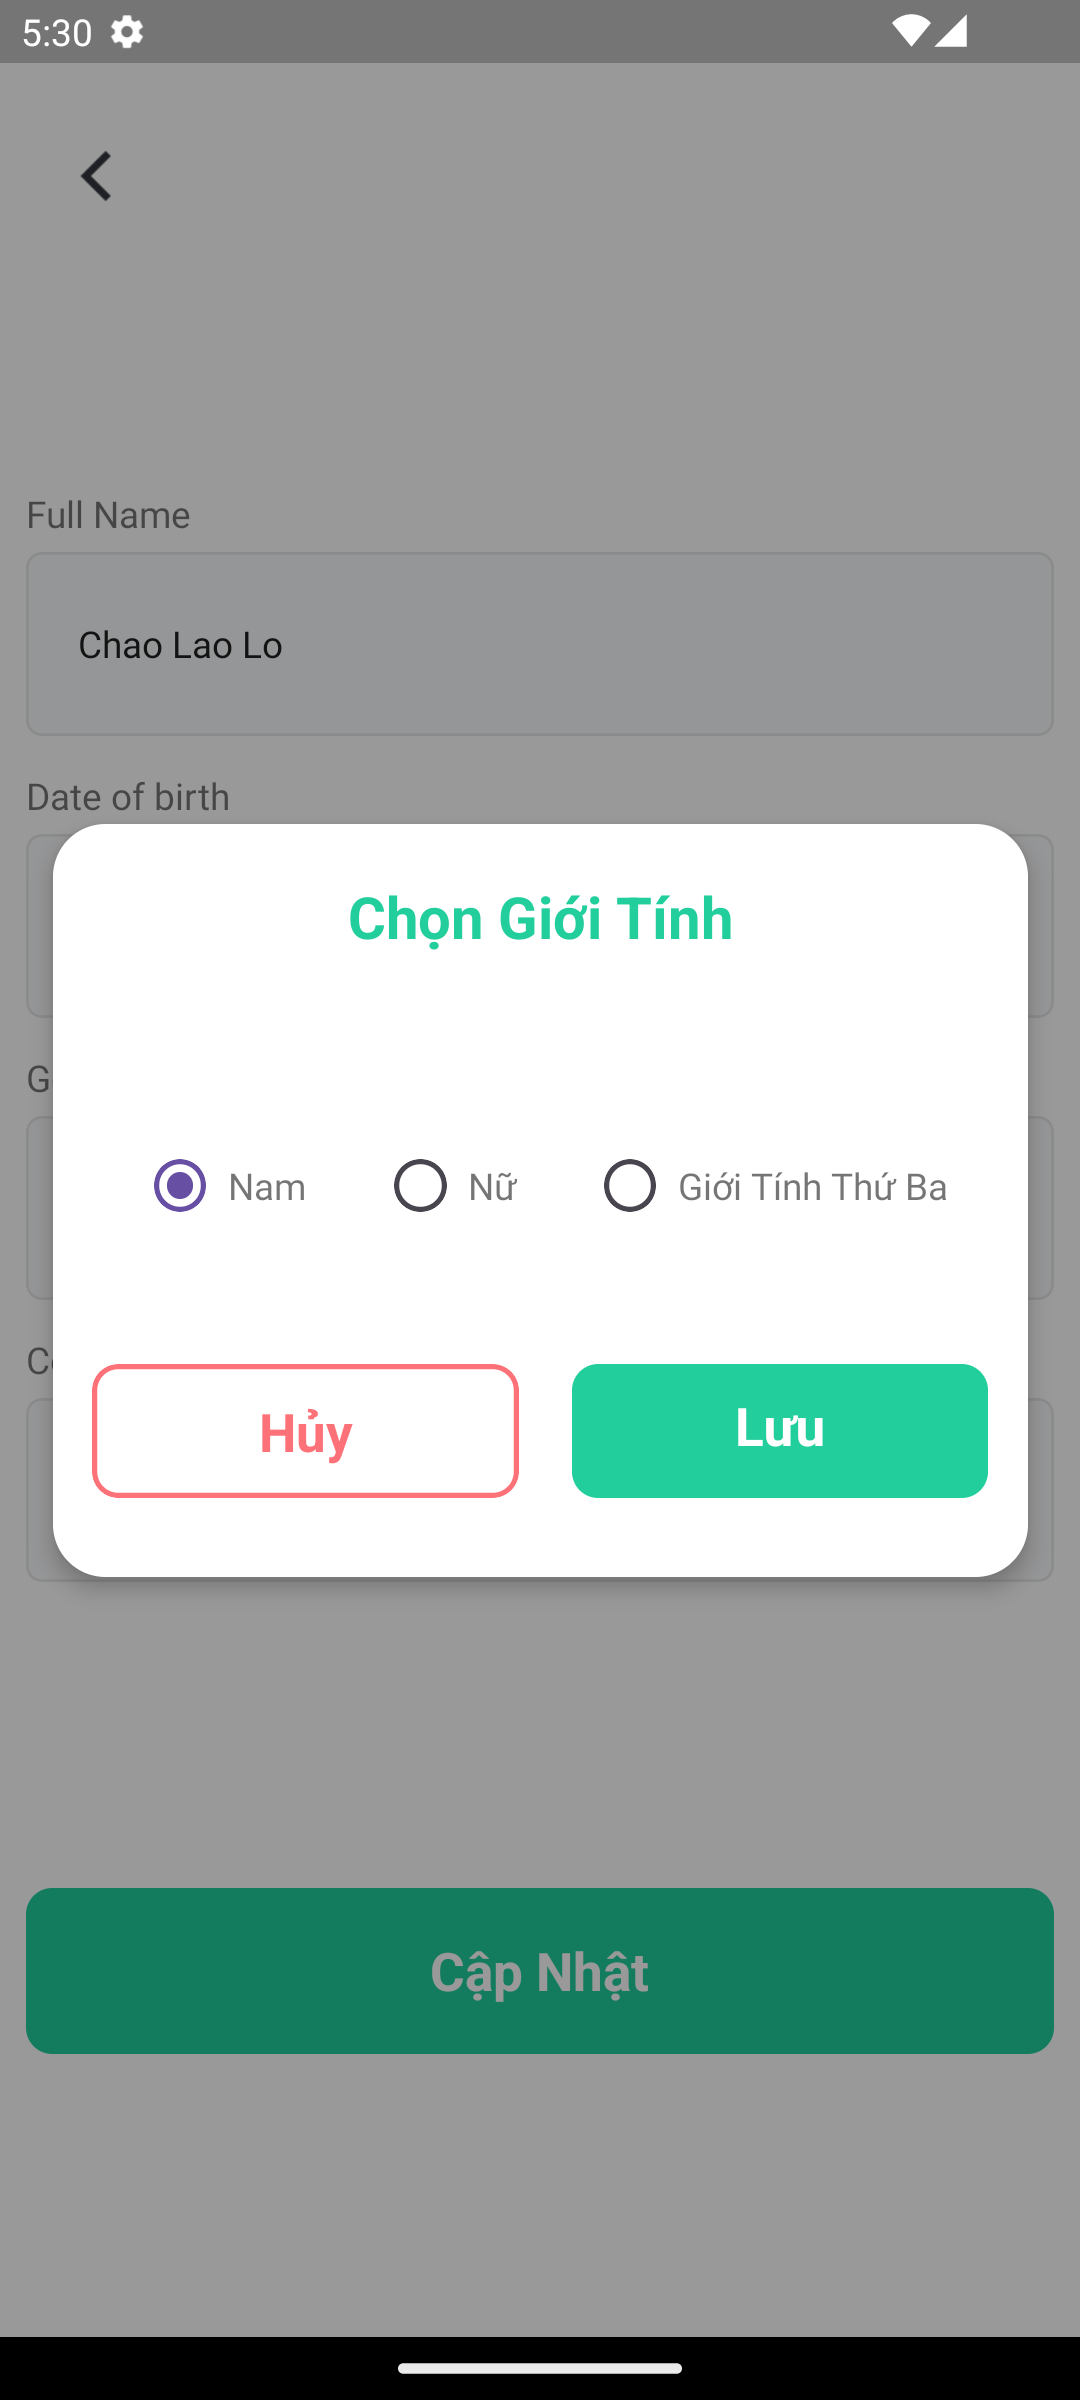 5:30
Full Name
Chao Lao Lo
Date of birth
Chọn Giới Tính
Nam
Nữ
Giới Tính Thứ Ba
Hủy
Lưu
Cập Nhật